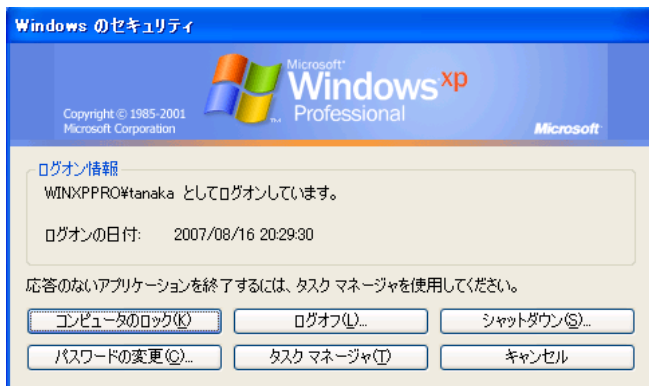 Windows のセキュリティ
Microsoft®
Windows xp
Professional
Copyright © 1985-2001
Microsoft Corporation
Microsoft
ログオン情報
WINXPPRO¥tanaka としてログオンしています。
ログオンの日付: 2007/08/16 20:29:30
応答のないアプリケーションを終了するには、タスク マネージャを使用してください。
コンピュータのロック(K) ログオフ(L)... シャットダウン(S)...
パスワードの変更(C)... タスク マネージャ(T) キャンセル